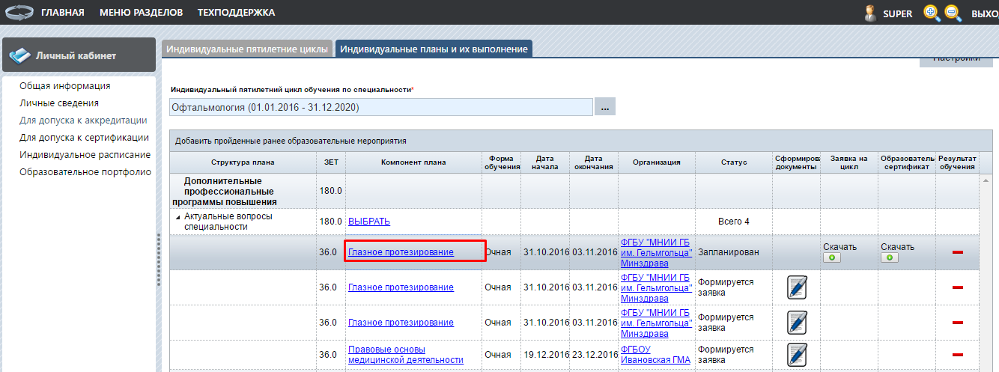 ГЛАВНАЯ МЕНЮ РАЗДЕЛОВ ТЕХПОДДЕРЖКА SUPER ВЫХО
Личный кабинет
Общая информация
Личные сведения
Для допуска к аккредитации
Для допуска к сертификации
Индивидуальное расписание
Образовательное портфолио
Индивидуальные пятилетние циклы Индивидуальные планы и их выполнение
Настройки
Индивидуальный пятилетний цикл обучения по специальности*
Офтальмология (01.01.2016 - 31.12.2020) ...
Добавить пройденные ранее образовательные мероприятия
Структура плана ЗЕТ Компонент плана Форма обучения Дата начала Дата окончания Организация Статус Сформирова документы Заявка на цикл Образователь сертификат Результат обучения
Дополнительные
профессиональные 180.0
программы повышения
Актуальные вопросы
специальности 180.0 ВЫБРАТЬ Всего 4
36.0 Глазное протезирование Очная 31.10.2016 03.11.2016 ФГБУ "МНИИ ГБ им. Гельмгольца" Минздрава Запланирован Скачать Скачать
36.0 Глазное протезирование Очная 31.10.2016 03.11.2016 ФГБУ "МНИИ ГБ им. Гельмгольца" Минздрава Формируется заявка
36.0 Глазное протезирование Очная 31.10.2016 03.11.2016 ФГБУ "МНИИ ГБ им. Гельмгольца" Минздрава Формируется заявка
36.0 Правовые основы медицинской деятельности Очная 19.12.2016 23.12.2016 ФГБОУ Ивановская ГМА Формируется заявка